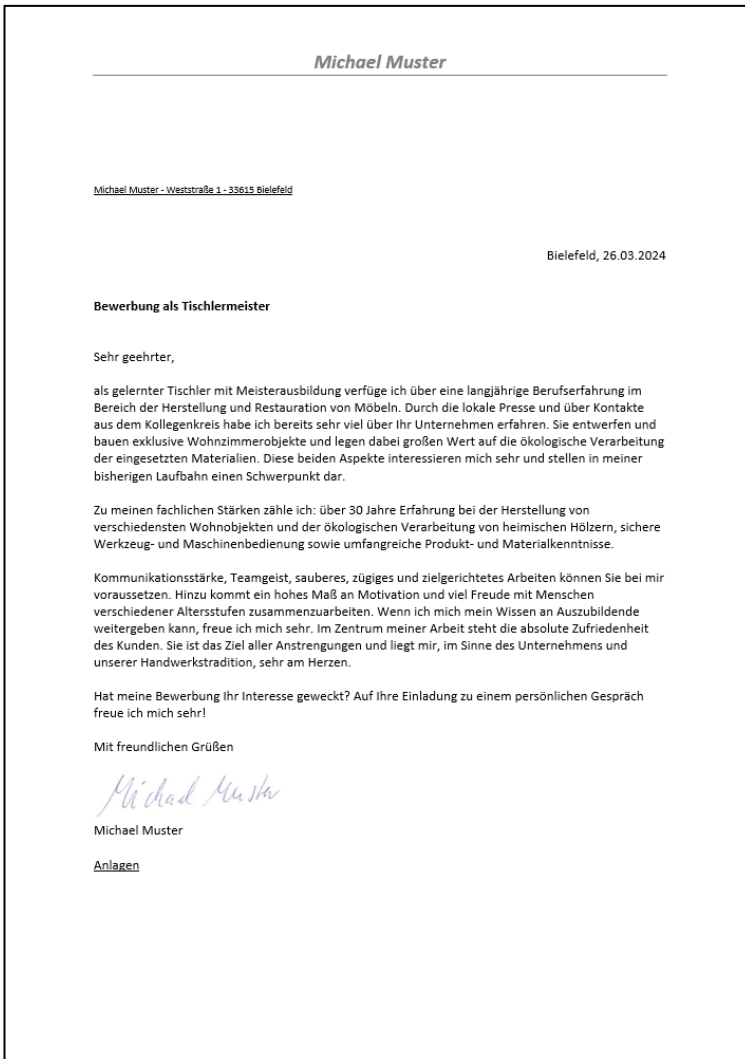 Michael Muster
Michael Muster - Weststraße 1 - 33615 Bielefeld
Bielefeld, 26.03.2024
Bewerbung als Tischlermeister
Sehr geehrter,
als gelernter Tischler mit Meisterausbildung verfüge ich über eine langjährige Berufserfahrung im
Bereich der Herstellung und Restauration von Möbeln. Durch die lokale Presse und über Kontakte
aus dem Kollegenkreis habe ich bereits sehr viel über Ihr Unternehmen erfahren. Sie entwerfen und
bauen exklusive Wohnzimmerobjekte und legen dabei großen Wert auf die ökologische Verarbeitung
der eingesetzten Materialien. Diese beiden Aspekte interessieren mich sehr und stellen in meiner
bisherigen Laufbahn einen Schwerpunkt dar.
Zu meinen fachlichen Stärken zähle ich: über 30 Jahre Erfahrung bei der Herstellung von
verschiedensten Wohnobjekten und der ökologischen Verarbeitung von heimischen Hölzern, sichere
Werkzeug- und Maschinenbedienung sowie umfangreiche Produkt- und Materialkenntnisse.
Kommunikationsstärke, Teamgeist, sauberes, zügiges und zielgerichtetes Arbeiten können Sie bei mir
voraussetzen. Hinzu kommt ein hohes Maß an Motivation und viel Freude mit Menschen
verschiedener Altersstufen zusammenzuarbeiten. Wenn ich mich mein Wissen an Auszubildende
weitergeben kann, freue ich mich sehr. Im Zentrum meiner Arbeit steht die absolute Zufriedenheit
des Kunden. Sie ist das Ziel aller Anstrengungen und liegt mir, im Sinne des Unternehmens und
unserer Handwerkstradition, sehr am Herzen.
Hat meine Bewerbung Ihr Interesse geweckt? Auf Ihre Einladung zu einem persönlichen Gespräch
freue ich mich sehr!
Mit freundlichen Grüßen
Michael Muster
Michael Muster
Anlagen